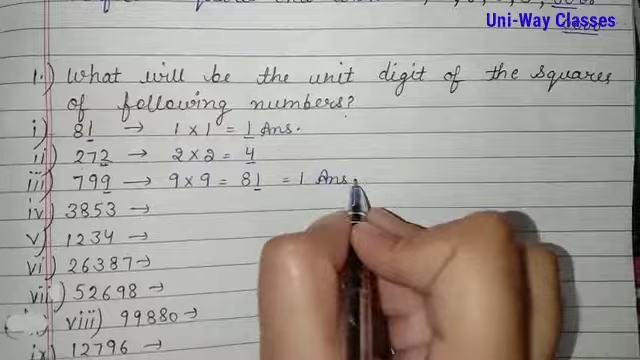 Uni-Way Classes
1.) What will be the unit digit of the squares
of following numbers?
i) 81 → 1 × 1 = 1 Ans.
ii) 272 → 2 × 2 = 4
iii) 799 → 9 × 9 = 81 = 1 Ans.
iv) 3853 →
v) 1234 →
vi) 26387 →
vii) 52698 →
viii) 99880 →
ix) 12796 →